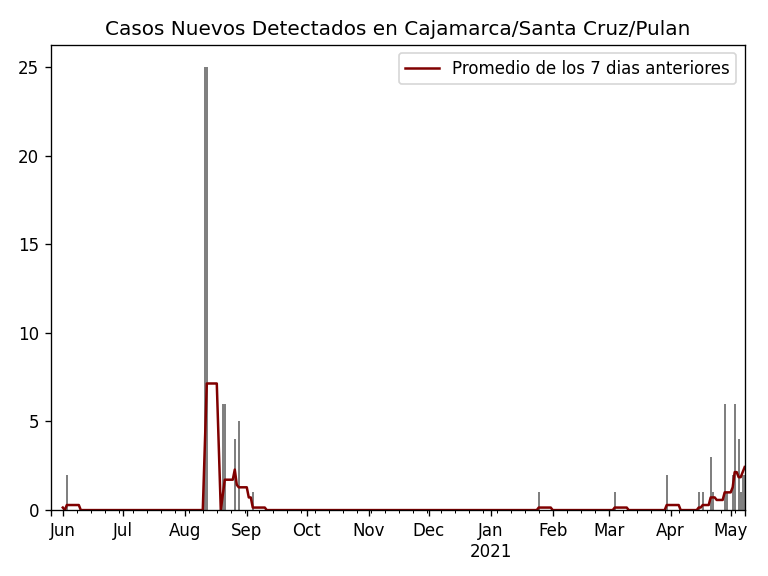 Casos Nuevos Detectados en Cajamarca/Santa Cruz/Pulan
Promedio de los 7 dias anteriores
25
20
15
10
5
0
Jun Jul Aug Sep Oct Nov Dec Jan Feb Mar Apr May
2021